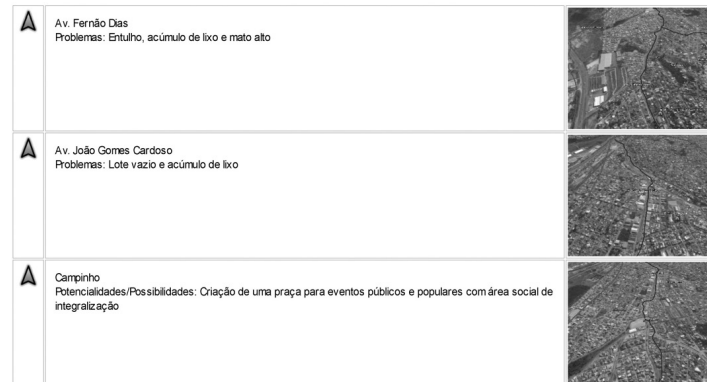 Av. Fernão Dias
Problemas: Entulho, acúmulo de lixo e mato alto
Av. João Gomes Cardoso
Problemas: Lote vazio e acúmulo de lixo
Campinho
Potencialidades/Possibilidades: Criação de uma praça para eventos públicos e populares com área social de
integralização